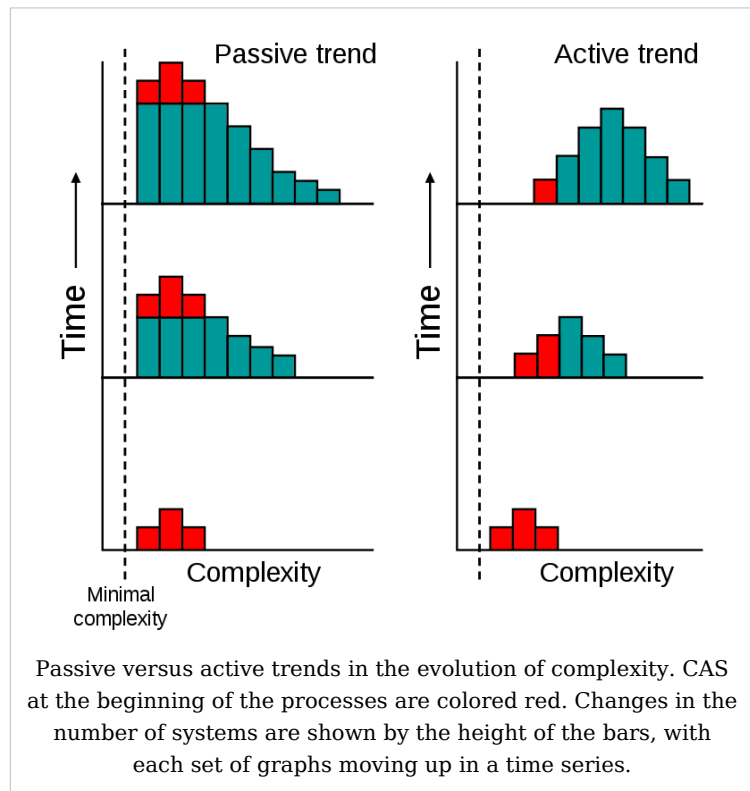 Passive trend
Active trend
Time
Time
Complexity
Complexity
Minimal
complexity
Passive versus active trends in the evolution of complexity. CAS
at the beginning of the processes are colored red. Changes in the
number of systems are shown by the height of the bars, with
each set of graphs moving up in a time series.